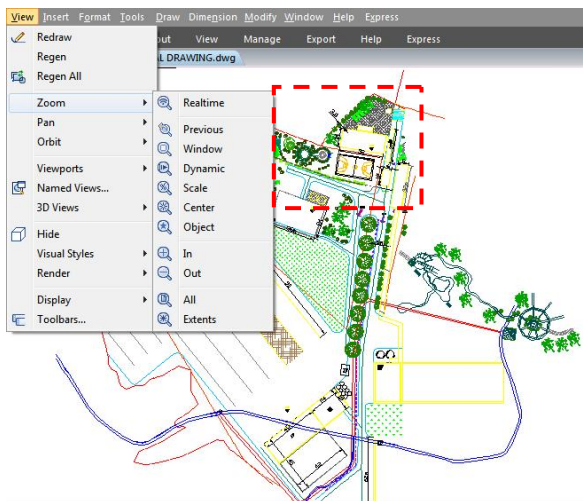 View Insert Format Tools Draw Dimension Modify Window Help Express
out View Manage Export Help Express
AL DRAWING.dwg
Redraw
Regen
Regen All
Zoom
Pan
Orbit
Viewports
Named Views...
3D Views
Hide
Visual Styles
Render
Display
Toolbars...
Realtime
Previous
Window
Dynamic
Scale
Center
Object
In
Out
All
Extents